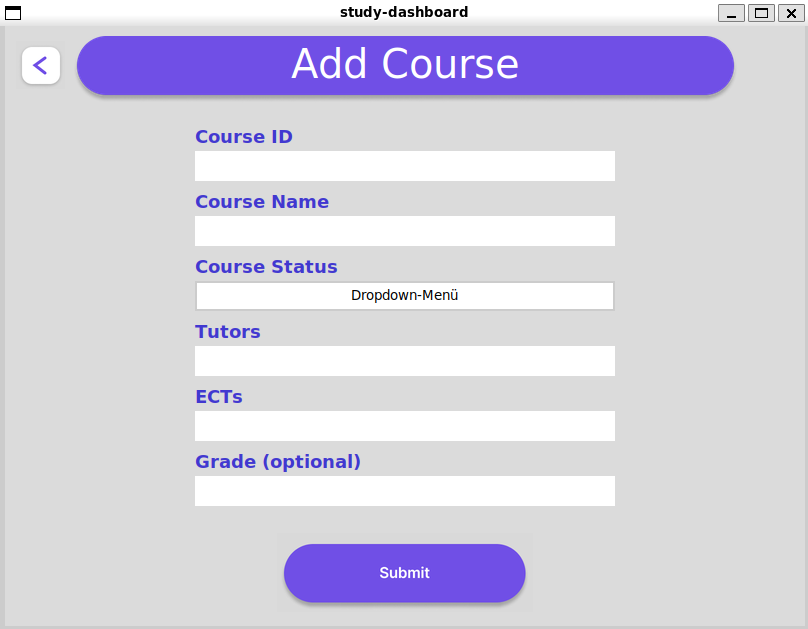 study-dashboard
Add Course
Course ID
Course Name
Course Status
Dropdown-Menü
Tutors
ECTs
Grade (optional)
Submit